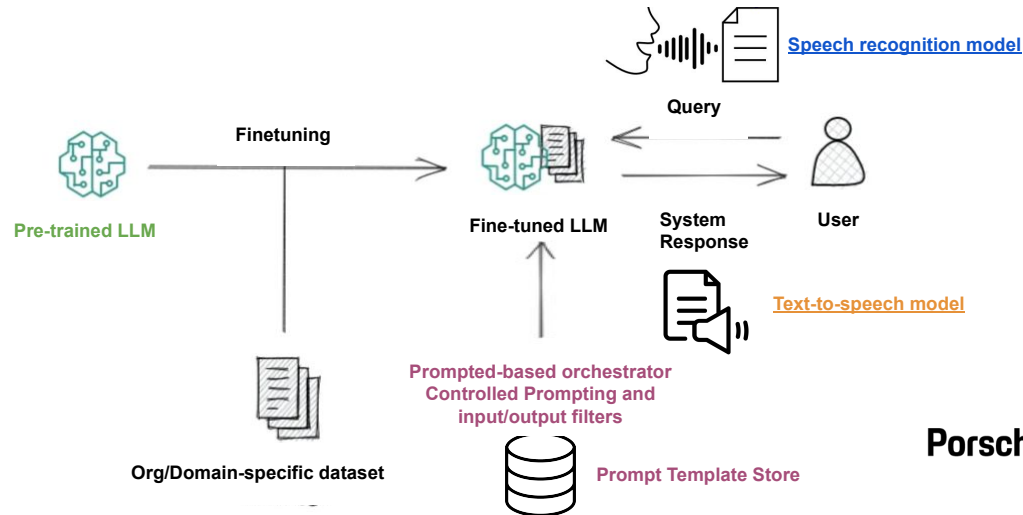 Speech recognition model
Query
Finetuning
Pre-trained LLM
Fine-tuned LLM
System
Response
User
Text-to-speech model
Prompted-based orchestrator
Controlled Prompting and
input/output filters
Org/Domain-specific dataset
Prompt Template Store